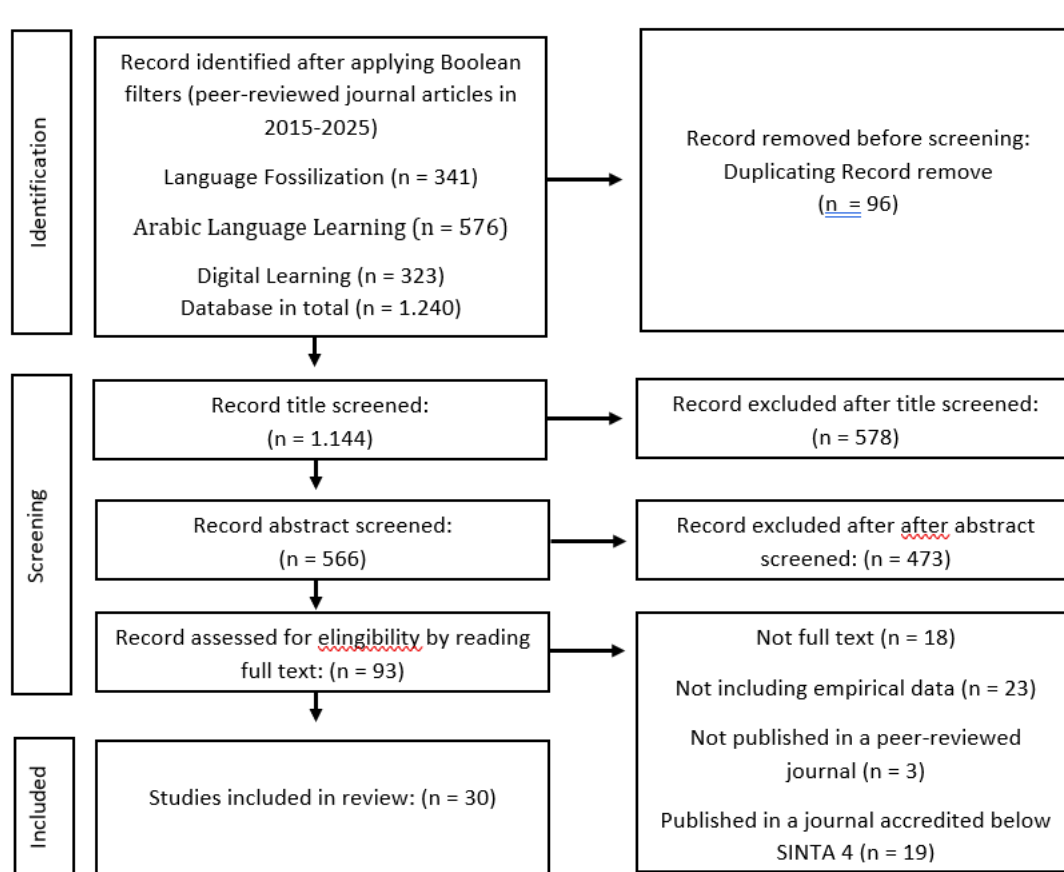 Identification
Record identified after applying Boolean
filters (peer-reviewed journal articles in
2015-2025)
Language Fossilization (n = 341)
Arabic Language Learning (n = 576)
Digital Learning (n = 323)
Database in total (n = 1.240)
Record removed before screening:
Duplicating Record remove
(n = 96)
Screening
Record title screened:
(n = 1.144)
Record excluded after title screened:
(n = 578)
Record abstract screened:
(n = 566)
Record excluded after after abstract
screened: (n = 473)
Record assessed for elingibility by reading
full text: (n = 93)
Not full text (n = 18)
Not including empirical data (n = 23)
Not published in a peer-reviewed
journal (n = 3)
Published in a journal accredited below
SINTA 4 (n = 19)
Included
Studies included in review: (n = 30)